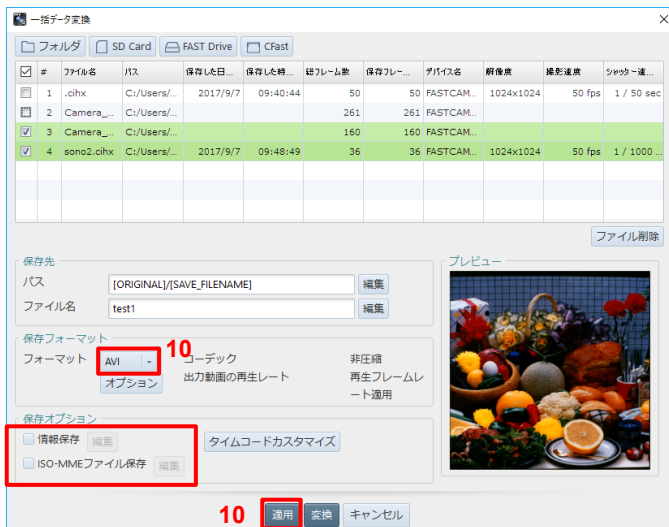 一括データ変換
フォルダ SD Card FAST Drive CFast
# ファイル名 パス 保存した日... 保存した時... 総フレーム数 保存フレー... デバイス名 解像度 撮影速度 シャッター速...
1 .cihx C:/Users/... 2017/9/7 09:40:44 50 50 FASTCAM... 1024x1024 50 fps 1 / 50 sec
2 Camera_... C:/Users/... 261 261 FASTCAM...
3 Camera_... C:/Users/... 160 160 FASTCAM...
4 sono2.cihx C:/Users/... 2017/9/7 09:48:49 36 36 FASTCAM... 1024x1024 50 fps 1 / 1000 ...
ファイル削除
保存先
パス [ORIGINAL]/[SAVE_FILENAME] 編集
ファイル名 test1 編集
プレビュー
保存フォーマット
フォーマット AVI 10 コーデック 非圧縮
オプション 出力動画の再生レート 再生フレームレ
ート適用
保存オプション
情報保存 編集 タイムコードカスタマイズ
ISO-MMEファイル保存 編集
10 適用 変換 キャンセル